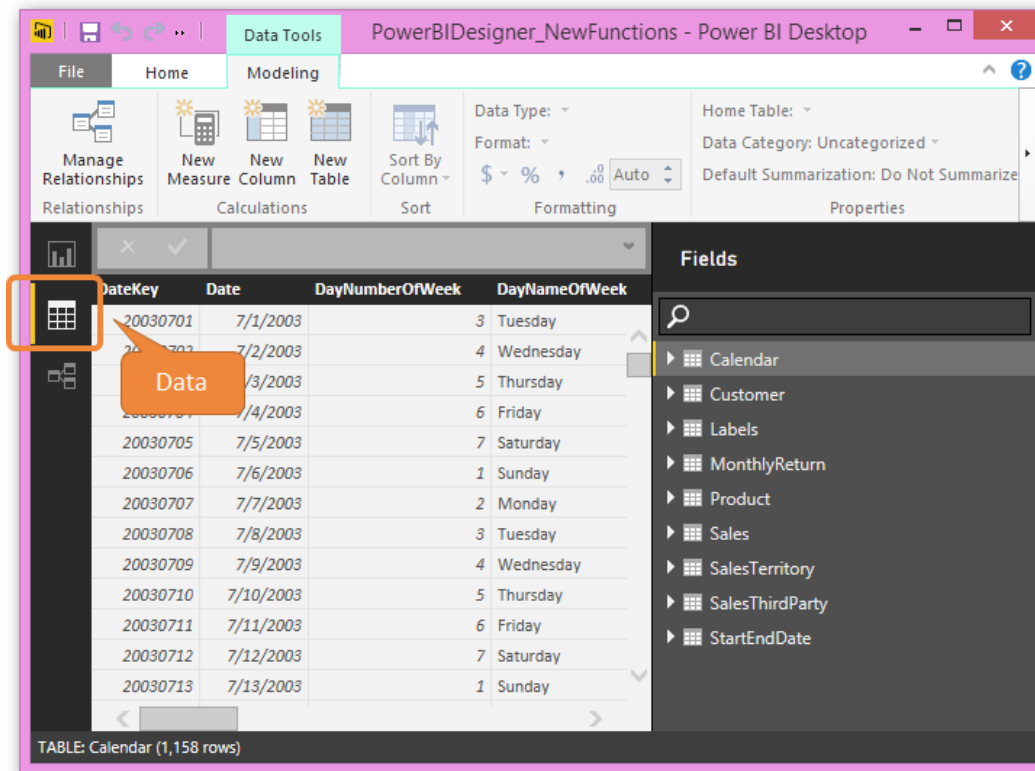 Data Tools PowerBIDesigner_NewFunctions - Power BI Desktop
File Home Modeling
Manage Relationships
New Measure
New Column
New Table
Sort By Column
Data Type:
Format:
$ % , .00 Auto
Home Table:
Data Category: Uncategorized
Default Summarization: Do Not Summarize
Relationships Calculations Sort Formatting Properties
Fields
DateKey Date DayNumberOfWeek DayNameOfWeek
20030701 7/1/2003 3 Tuesday
7/2/2003 4 Wednesday
/3/2003 5 Thursday
/4/2003 6 Friday
20030705 7/5/2003 7 Saturday
20030706 7/6/2003 1 Sunday
20030707 7/7/2003 2 Monday
20030708 7/8/2003 3 Tuesday
20030709 7/9/2003 4 Wednesday
20030710 7/10/2003 5 Thursday
20030711 7/11/2003 6 Friday
20030712 7/12/2003 7 Saturday
20030713 7/13/2003 1 Sunday
Data
Calendar
Customer
Labels
MonthlyReturn
Product
Sales
SalesTerritory
SalesThirdParty
StartEndDate
TABLE: Calendar (1,158 rows)